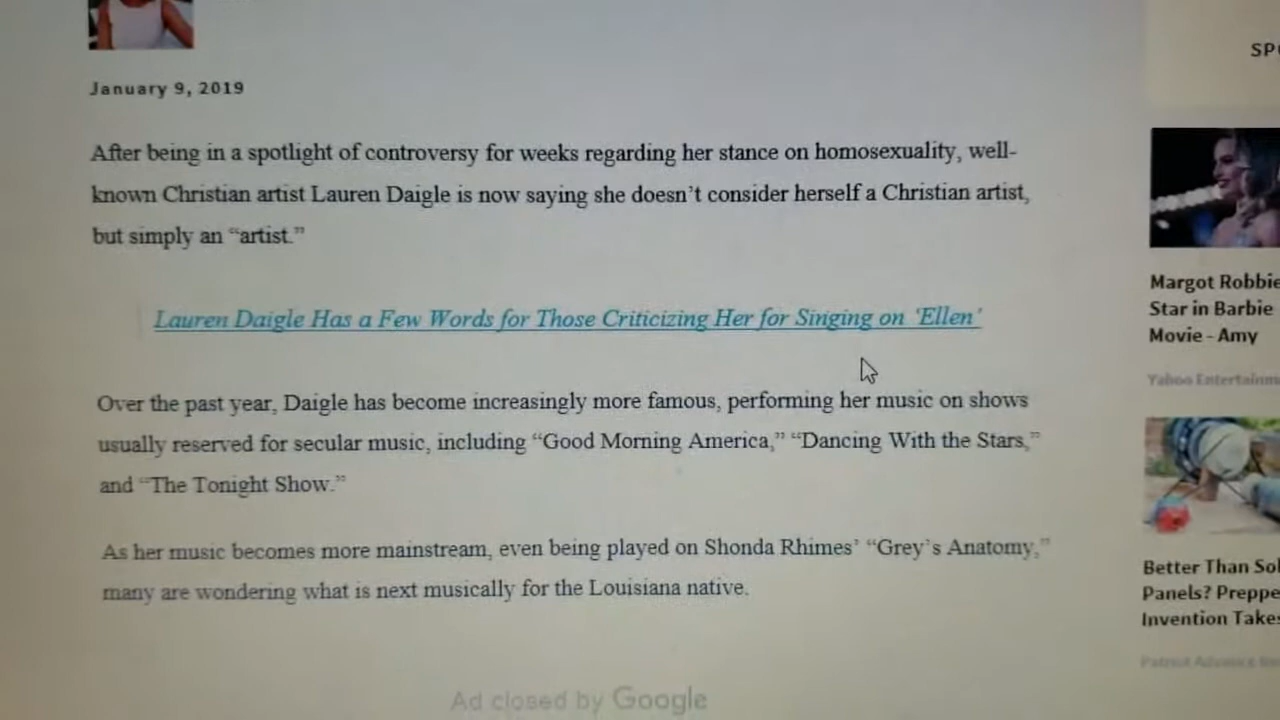 January 9, 2019
After being in a spotlight of controversy for weeks regarding her stance on homosexuality, well-
known Christian artist Lauren Daigle is now saying she doesn’t consider herself a Christian artist,
but simply an “artist.”
Lauren Daigle Has a Few Words for Those Criticizing Her for Singing on 'Ellen'
Over the past year, Daigle has become increasingly more famous, performing her music on shows
usually reserved for secular music, including “Good Morning America,” “Dancing With the Stars,”
and “The Tonight Show.”
As her music becomes more mainstream, even being played on Shonda Rhimes’ “Grey’s Anatomy,”
many are wondering what is next musically for the Louisiana native.
Ad closed by Google
Margot Robbie
Star in Barbie
Movie - Amy
Yahoo
Better Than
Panels?
Invention
Patriot